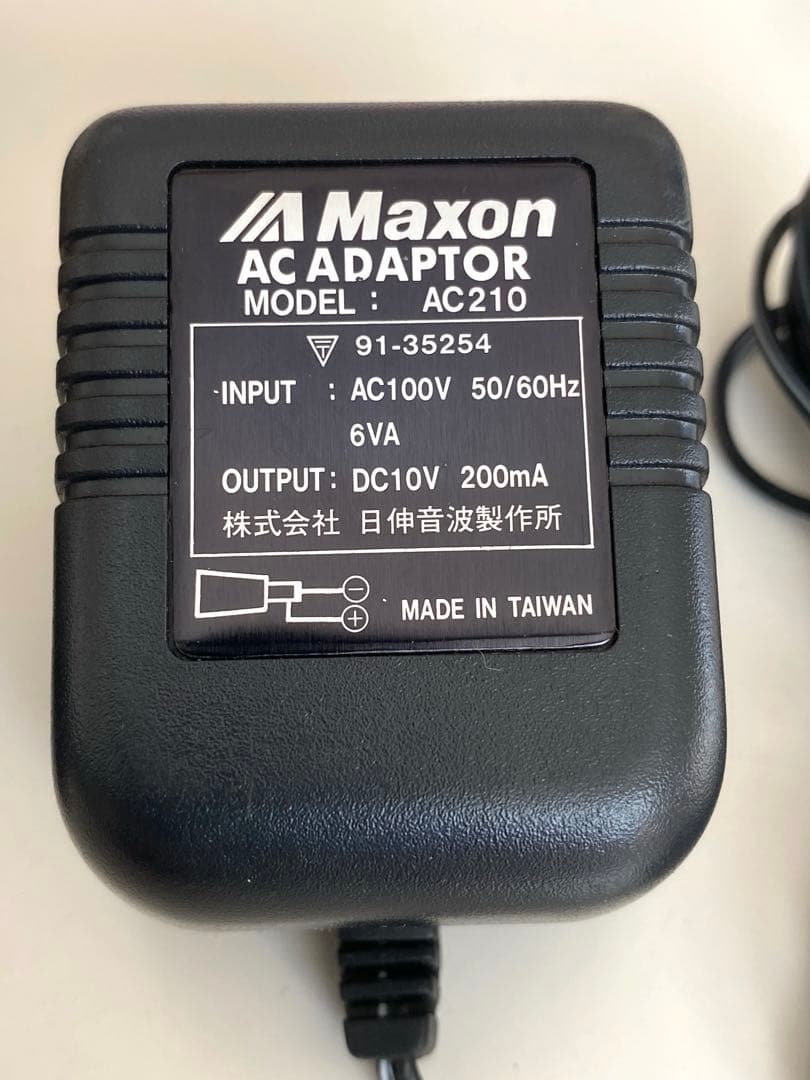 Maxon
AC ADAPTOR
MODEL : AC210
91-35254
INPUT : AC100V 50/60Hz
6VA
OUTPUT: DC10V 200mA
株式会社 日伸音波製作所
MADE IN TAIWAN